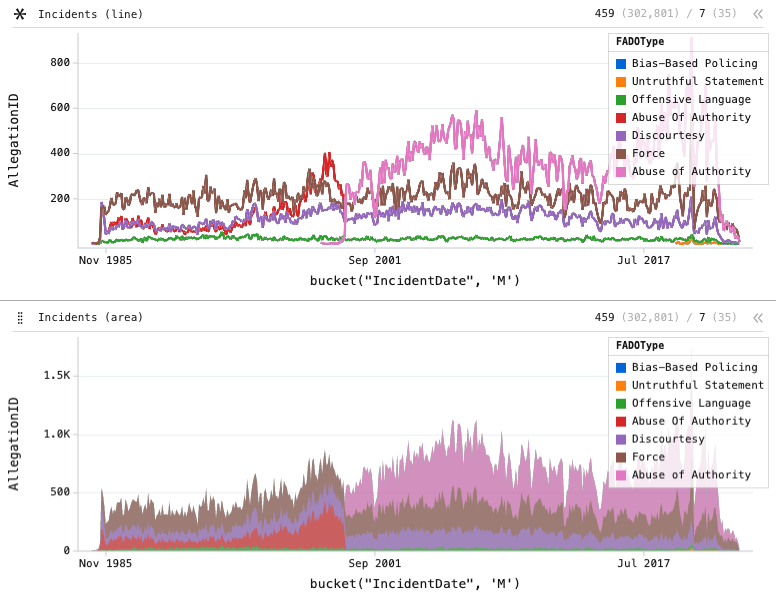 Incidents (line) 459 (302,801) / 7 (35)
FADOType
Bias-Based Policing
Untruthful Statement
Offensive Language
Abuse Of Authority
Discourtesy
Force
Abuse of Authority
AllegationID
800
600
400
200
Nov 1985 Sep 2001 Jul 2017
bucket("IncidentDate", 'M')
Incidents (area) 459 (302,801) / 7 (35)
FADOType
Bias-Based Policing
Untruthful Statement
Offensive Language
Abuse Of Authority
Discourtesy
Force
Abuse of Authority
AllegationID
1.5K
1.0K
500
0
Nov 1985 Sep 2001 Jul 2017
bucket("IncidentDate", 'M')